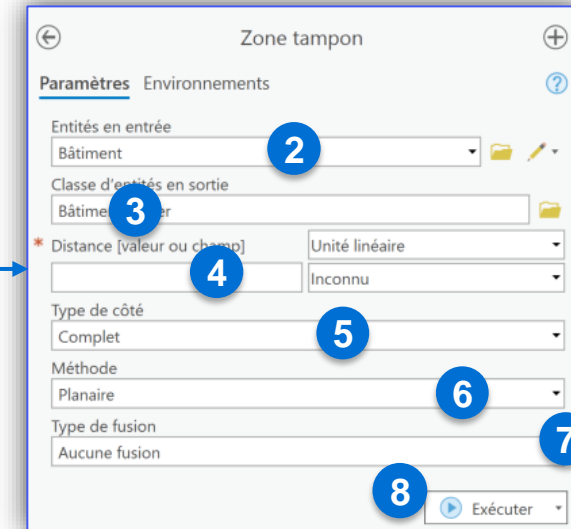 Zone tampon
Paramètres Environnements
Entités en entrée
Bâtiment 2
Classe d'entités en sortie
3
* Distance [valeur ou champ] Unité linéaire
4 Inconnu
Type de côté
Complet 5
Méthode
Planaire 6
Type de fusion
Aucune fusion 7
8 Exécuter